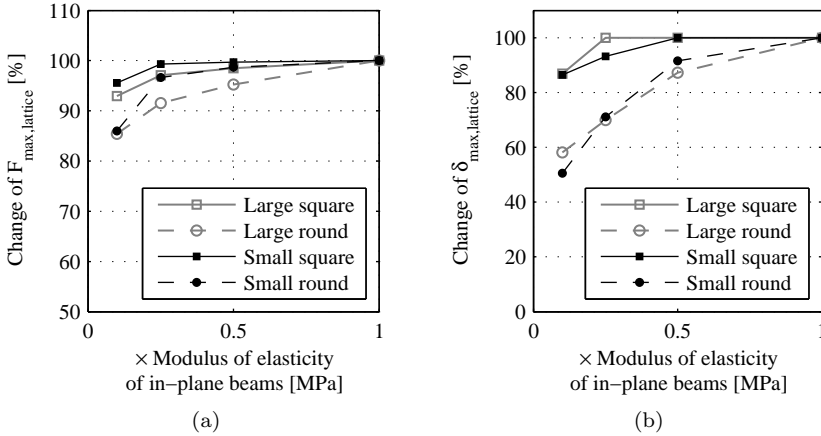 110
100
90
80
70
60
50
Change of F_max,lattice [%]
Large square
Large round
Small square
Small round
0
0.5
1
× Modulus of elasticity
of in−plane beams [MPa]
(a)
100
80
60
40
20
0
Change of δ_max,lattice [%]
Large square
Large round
Small square
Small round
0
0.5
1
× Modulus of elasticity
of in−plane beams [MPa]
(b)